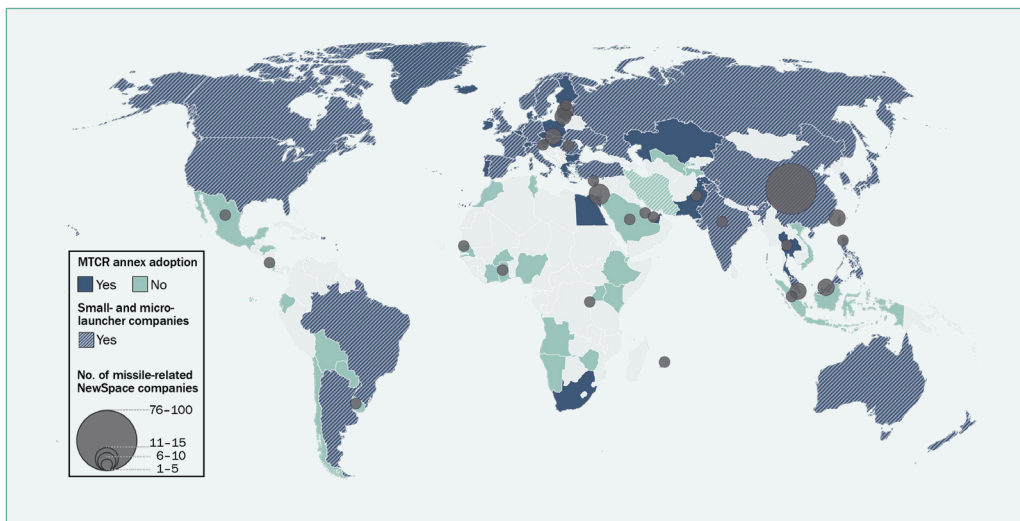 MTCR annex adoption
Yes No
Small- and micro-
launcher companies
Yes
No. of missile-related
NewSpace companies
76–100
11–15
6–10
1–5